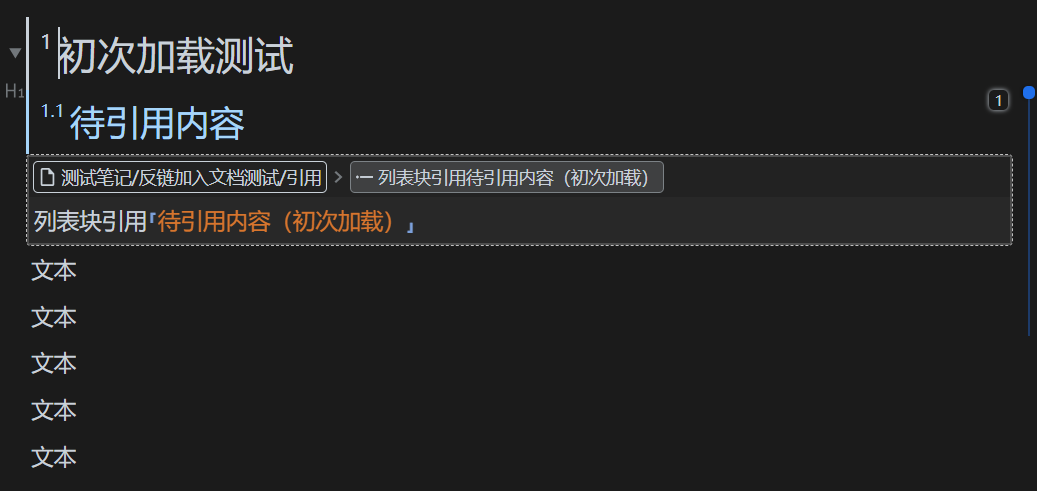 1 初次加载测试
H1
1.1 待引用内容
1
测试笔记/反链加入文档测试/引用 > 列表块引用待引用内容（初次加载）
列表块引用「待引用内容（初次加载）」
文本
文本
文本
文本
文本